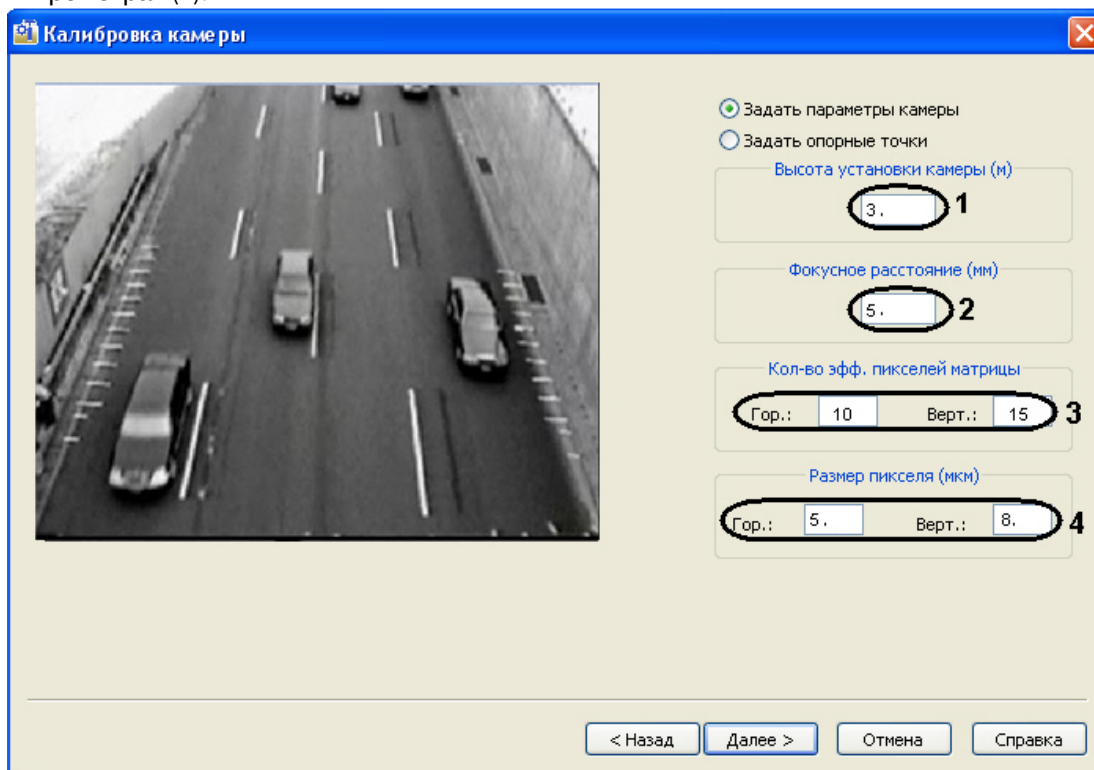 Калибровка камеры
Задать параметры камеры
Задать опорные точки
Высота установки камеры (м)
3. 1
Фокусное расстояние (мм)
5. 2
Кол-во эфф. пикселей матрицы
Гор.: 10 Верт.: 15 3
Размер пикселя (мкм)
Гор.: 5. Верт.: 8. 4
< Назад Далее > Отмена Справка